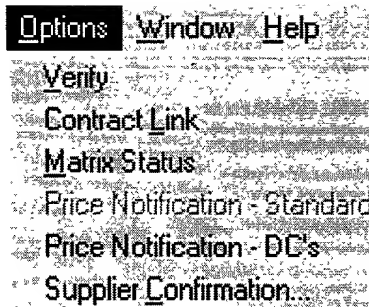 Options Window Help
Verify
Contract Link
Matrix Status
Price Notification - Standard
Price Notification - DC's
Supplier Confirmation...